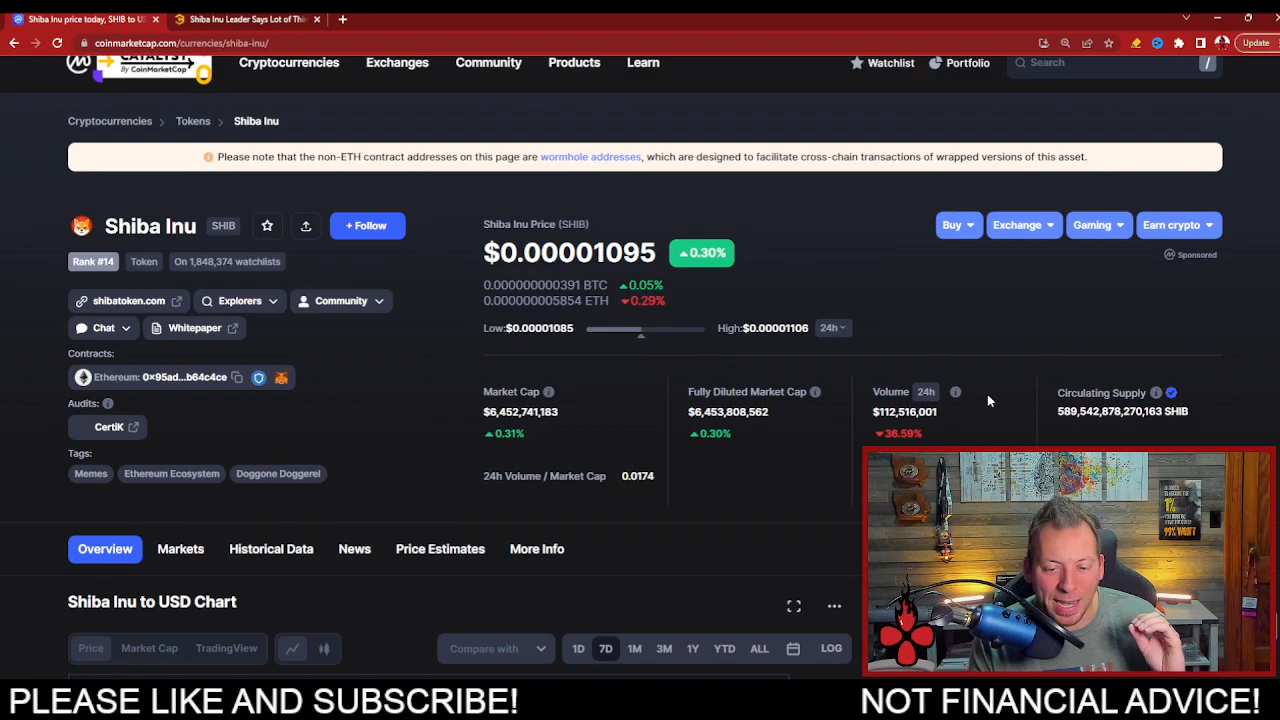 Shiba Inu price today, SHIB to US
Shiba Inu Leader Says Lot of Thi
coinmarketcap.com/currencies/shiba-inu/
Update
CATALYST
By CoinMarketCap
Cryptocurrencies Exchanges Community Products Learn
Watchlist Portfolio Search /
Cryptocurrencies > Tokens > Shiba Inu
Please note that the non-ETH contract addresses on this page are wormhole addresses, which are designed to facilitate cross-chain transactions of wrapped versions of this asset.
Shiba Inu SHIB + Follow
Rank #14 Token On 1,848,374 watchlists
shibatoken.com Explorers Community
Chat Whitepaper
Contracts:
Ethereum: 0x95ad...b64c4ce
Audits:
CertiK
Tags:
Memes Ethereum Ecosystem Doggone Doggerel
Shiba Inu Price (SHIB)
$0.00001095 0.30%
0.000000000391 BTC 0.05%
0.000000005854 ETH 0.29%
Low:$0.00001085 High:$0.00001106 24h
Buy Exchange Gaming Earn crypto
Sponsored
Market Cap
$6,452,741,183
0.31%
24h Volume / Market Cap 0.0174
Fully Diluted Market Cap
$6,453,808,562
0.30%
Volume 24h
$112,516,001
36.59%
Circulating Supply
589,542,878,270,163 SHIB
Overview Markets Historical Data News Price Estimates More Info
Shiba Inu to USD Chart
Price Market Cap TradingView
Compare with 1D 7D 1M 3M 1Y YTD ALL LOG
1%
99% WON'T
PLEASE LIKE AND SUBSCRIBE!
NOT FINANCIAL ADVICE!